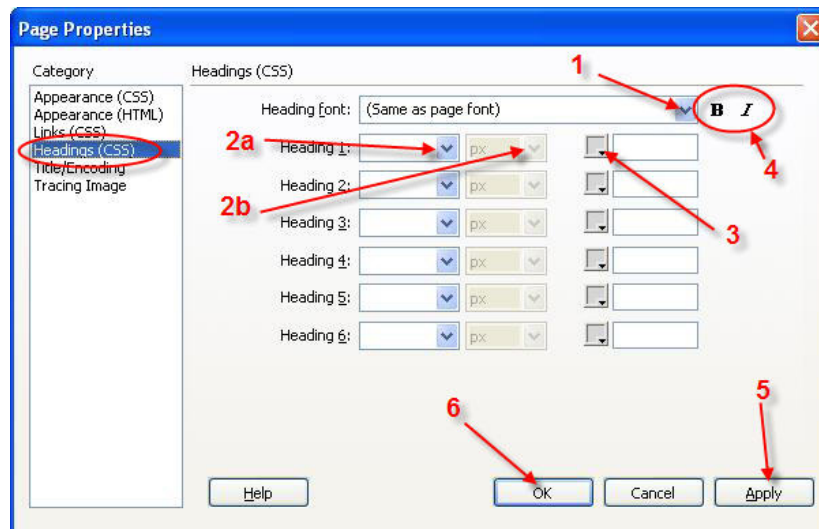 Page Properties
Category
Headings (CSS)
1
Appearance (CSS)
Appearance (HTML)
Links (CSS)
Headings (CSS)
Title/Encoding
Tracing Image
Heading font: (Same as page font) B I
2a
Heading 1: px
4
Heading 2: px
2b
3
Heading 3: px
Heading 4: px
Heading 5: px
Heading 6: px
6
5
Help OK Cancel Apply